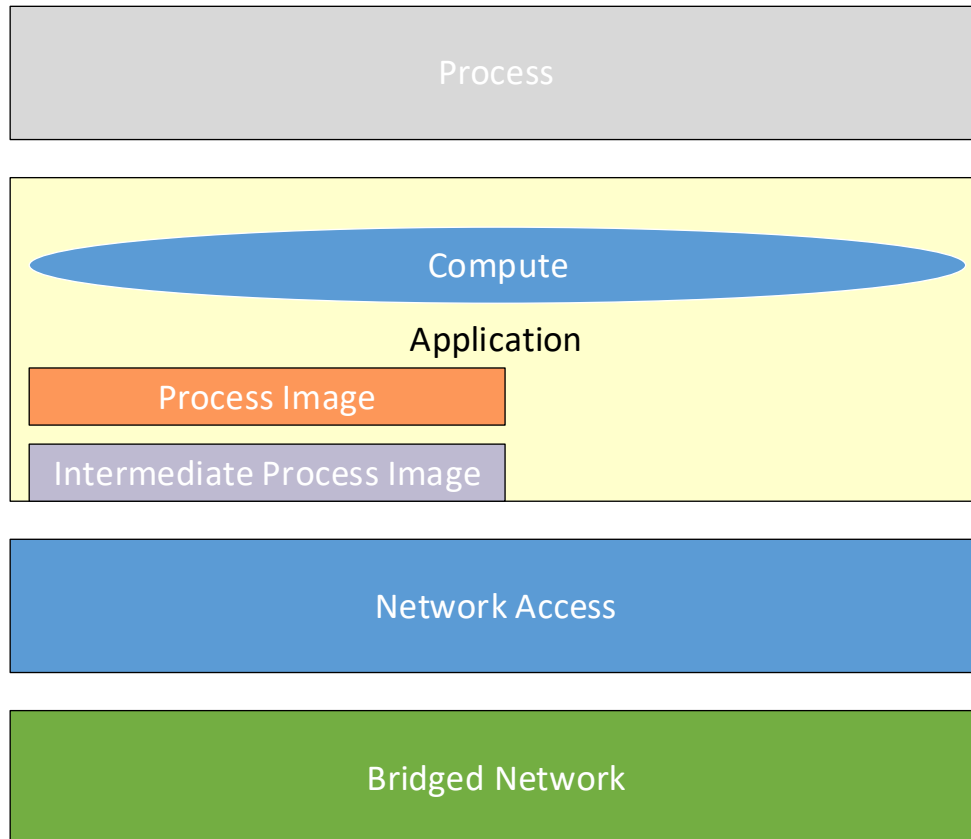 Process
Compute
Application
Process Image
Intermediate Process Image
Network Access
Bridged Network